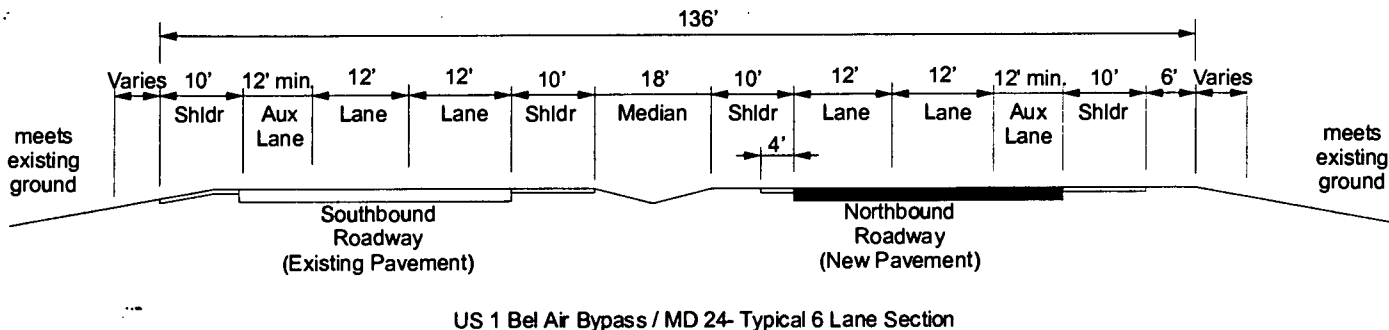 136'
Varies 10' 12' min. 12' 12' 10' 18' 10' 12' 12' 12' min. 10' 6' Varies
Shldr Aux Lane Lane Lane Shldr Median Shldr Lane Lane Aux Lane Shldr
4'
meets
existing
ground
meets
existing
ground
Southbound
Roadway
(Existing Pavement)
Northbound
Roadway
(New Pavement)
US 1 Bel Air Bypass / MD 24- Typical 6 Lane Section